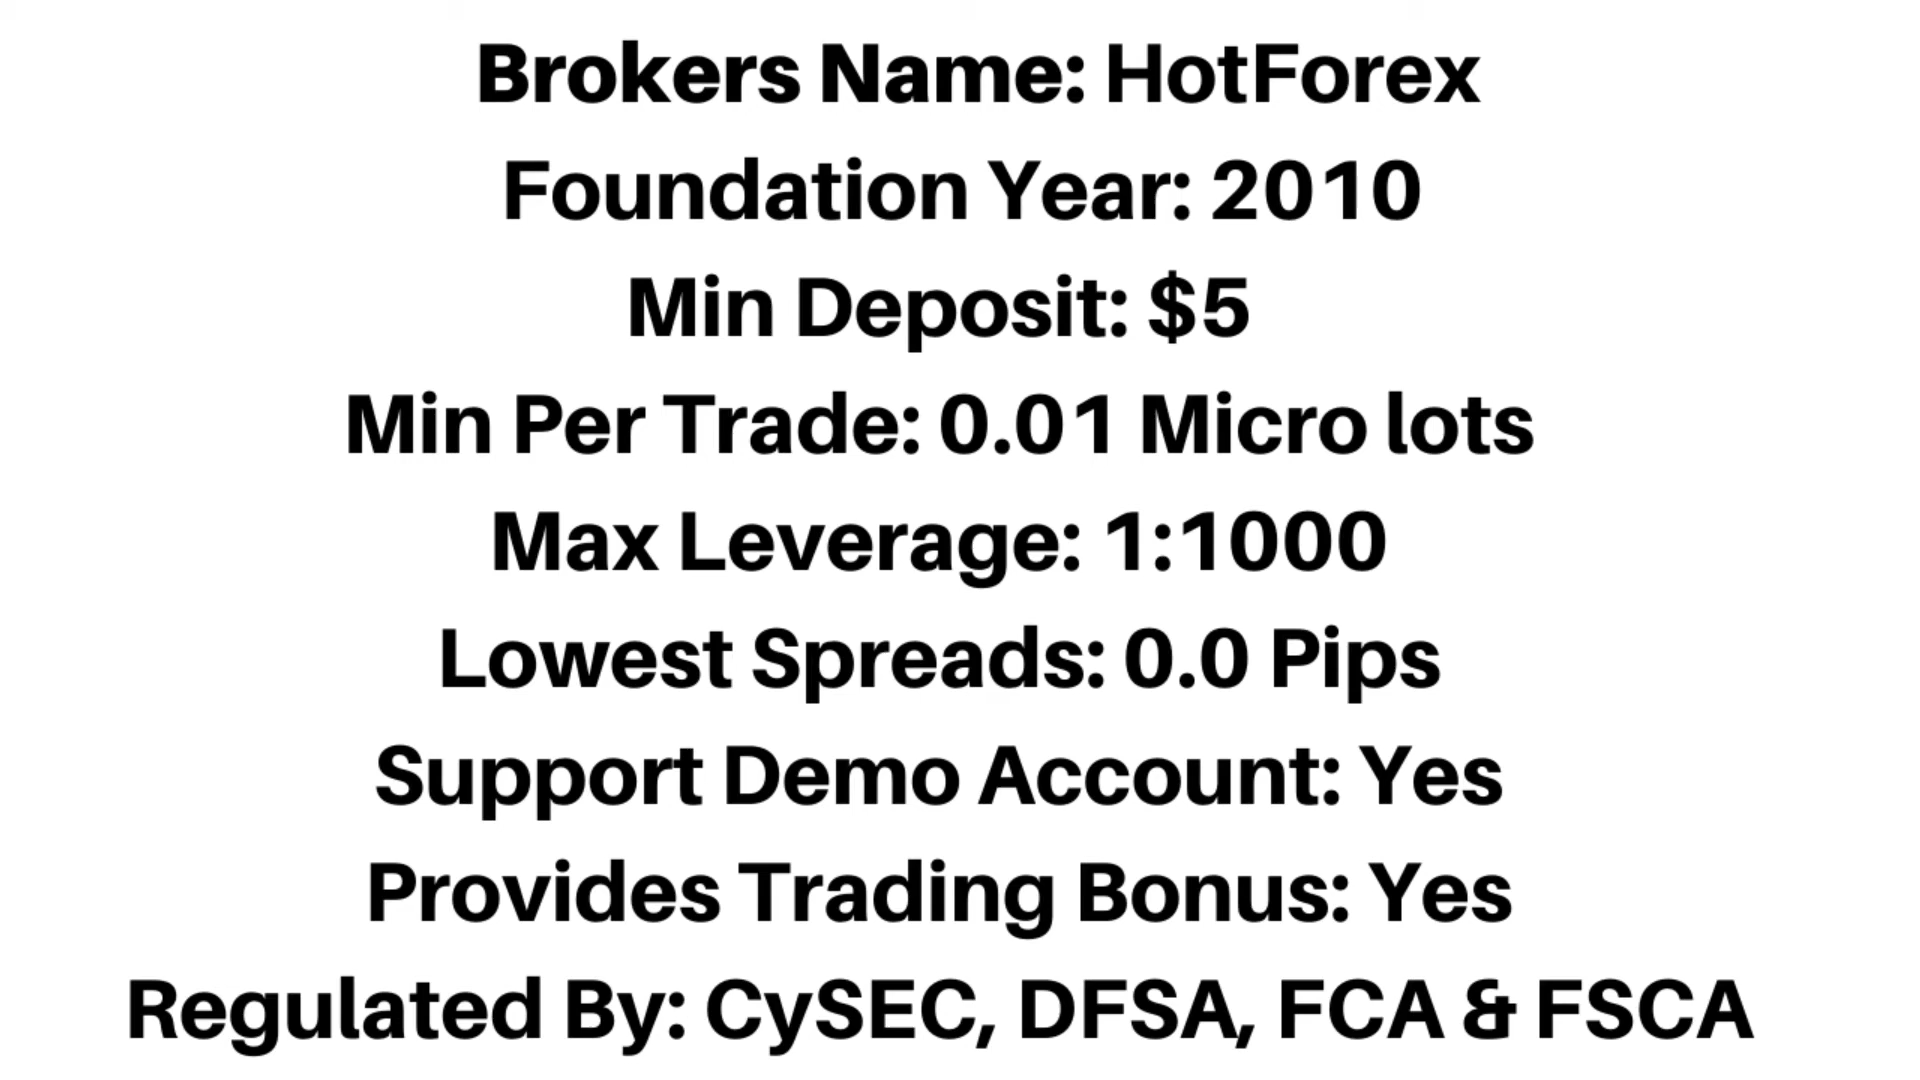 Brokers Name: HotForex
Foundation Year: 2010
Min Deposit: $5
Min Per Trade: 0.01 Micro lots
Max Leverage: 1:1000
Lowest Spreads: 0.0 Pips
Support Demo Account: Yes
Provides Trading Bonus: Yes
Regulated By: CySEC, DFSA, FCA & FSCA